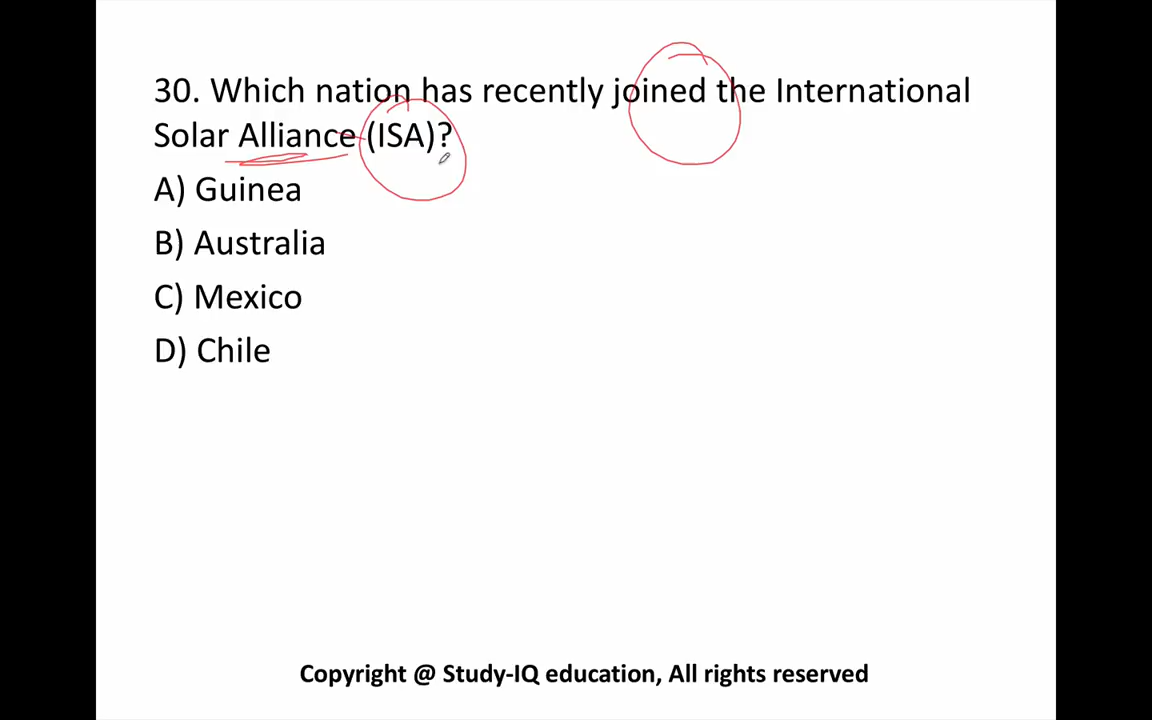 30. Which nation has recently joined the International
Solar Alliance (ISA)?
A) Guinea
B) Australia
C) Mexico
D) Chile
Copyright @ Study-IQ education, All rights reserved